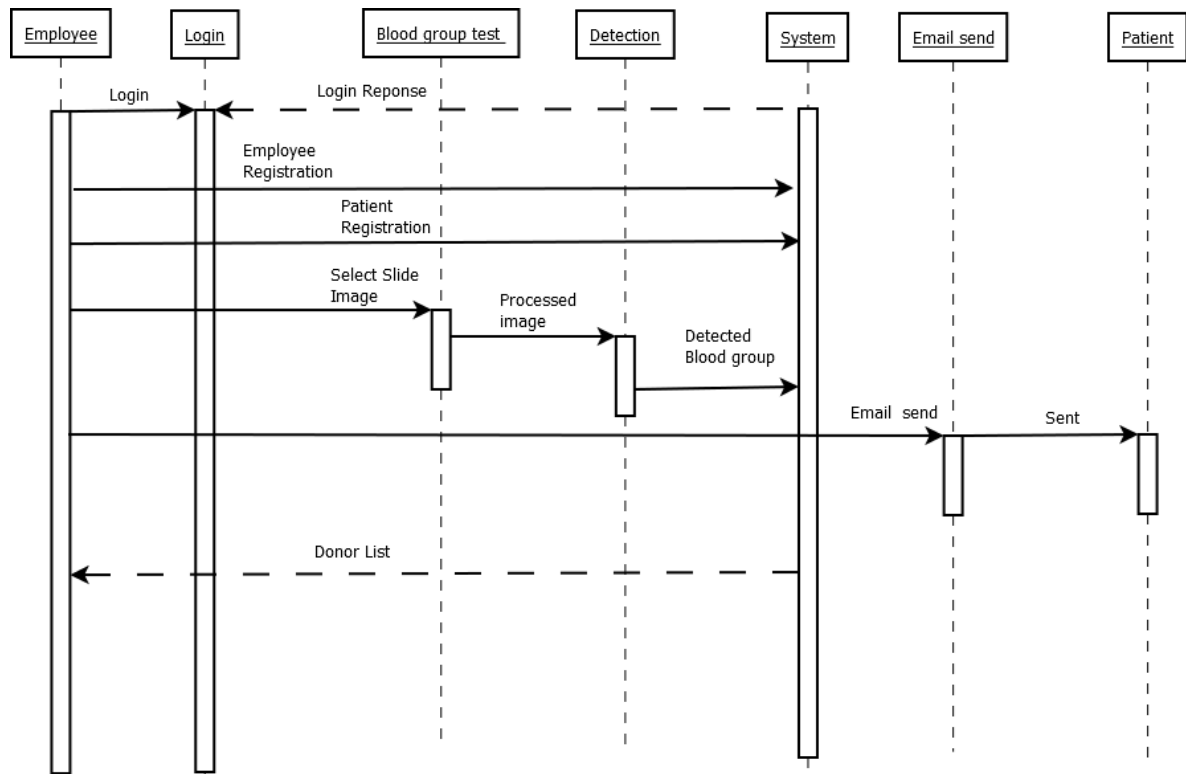 Employee
Login
Blood group test
Detection
System
Email send
Patient
Login
Login Reponse
Employee
Registration
Patient
Registration
Select Slide
Image
Processed
image
Detected
Blood group
Email send
Sent
Donor List